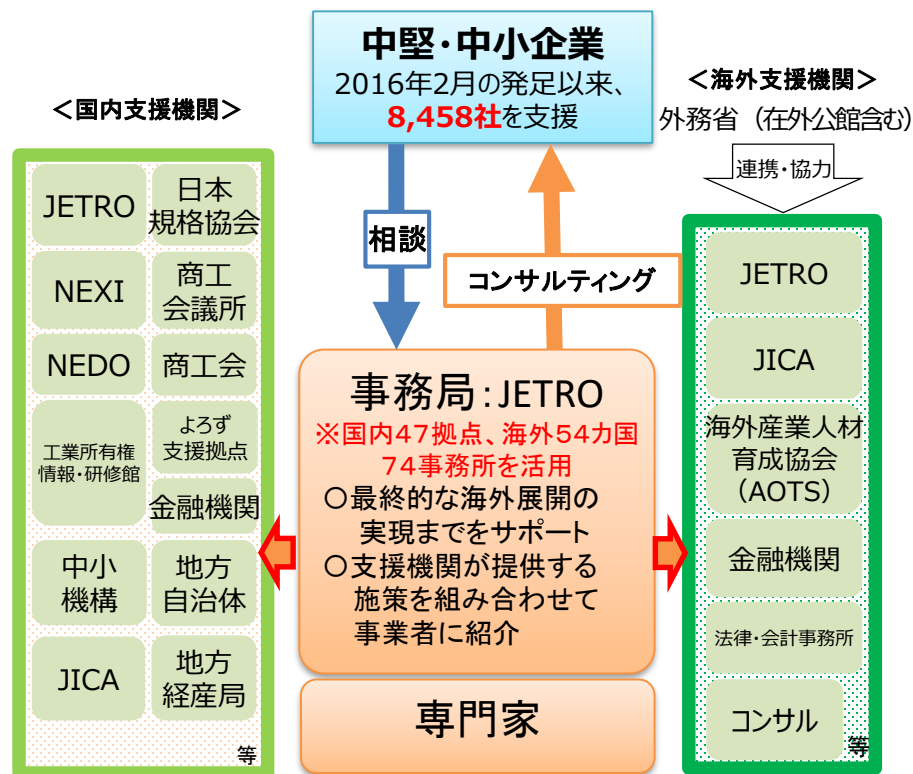 中堅・中小企業
2016年2月の発足以来、
8,458社を支援
＜国内支援機関＞
JETRO
日本
規格協会
NEXI
商工
会議所
NEDO
商工会
工業所有権
情報・研修館
よろず
支援拠点
金融機関
中小
機構
地方
自治体
JICA
地方
経産局
等
相談
コンサルティング
事務局：JETRO
※国内４７拠点、海外５４カ国
７４事務所を活用
○最終的な海外展開の
実現までをサポート
○支援機関が提供する
施策を組み合わせて
事業者に紹介
専門家
＜海外支援機関＞
外務省（在外公館含む）
連携・協力
JETRO
JICA
海外産業人材
育成協会
（AOTS）
金融機関
法律・会計事務所
コンサル
等